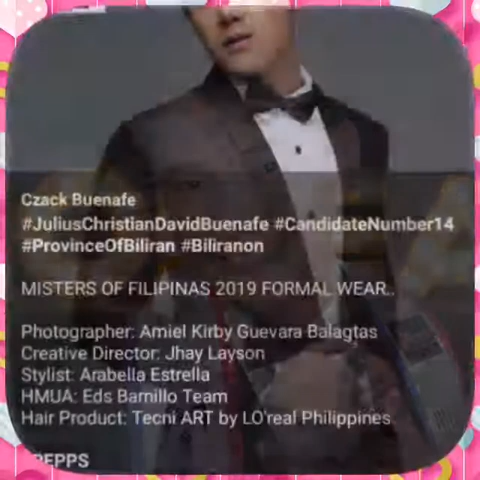 Czack Buenafe
#JuliusChristianDavidBuenafe #CandidateNumber14
#ProvinceOfBiliran #Biliranon
MISTERS OF FILIPINAS 2019 FORMAL WEAR..
Photographer: Amiel Kirby Guevara Balagtas
Creative Director: Jhay Layson
Stylist: Arabella Estrella
HMUA: Eds Barnillo Team
Hair Product: Tecni ART by LO'real Philippines